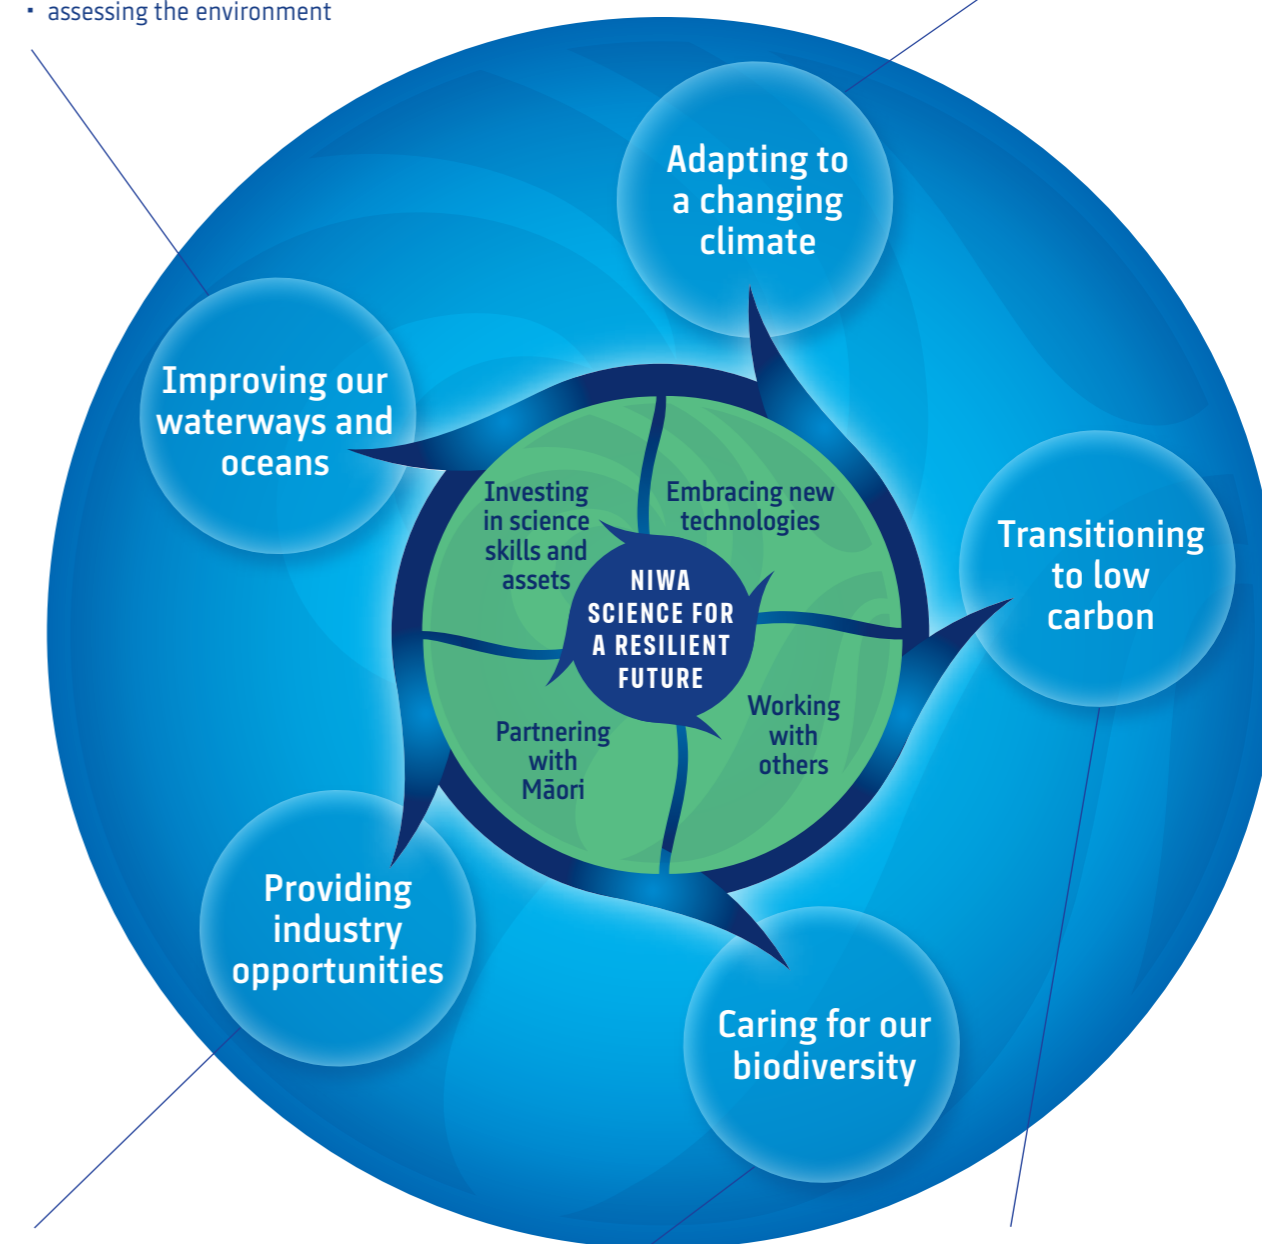 · assessing the environment
Adapting to
a changing
climate
Improving our
waterways and
oceans
Transitioning
to low
carbon
Investing
in science
skills and
assets
Embracing new
technologies
NIWA
SCIENCE FOR
A RESILIENT
FUTURE
Partnering
with
Māori
Working
with
others
Providing
industry
opportunities
Caring for our
biodiversity